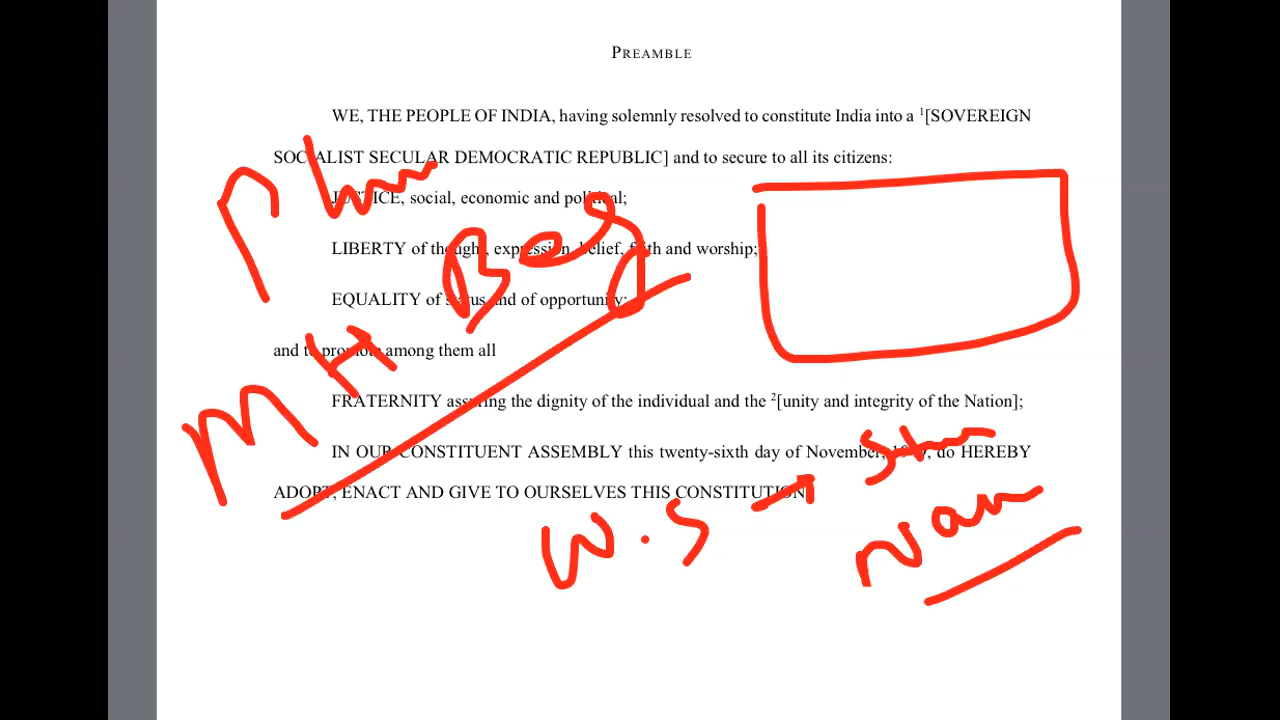 PREAMBLE
WE, THE PEOPLE OF INDIA, having solemnly resolved to constitute India into a 1[SOVEREIGN
SOCIALIST SECULAR DEMOCRATIC REPUBLIC] and to secure to all its citizens:
JUSTICE, social, economic and political;
LIBERTY of thought, expression, belief, faith and worship;
EQUALITY of status and of opportunity;
and to promote among them all
FRATERNITY assuring the dignity of the individual and the 2[unity and integrity of the Nation];
IN OUR CONSTITUENT ASSEMBLY this twenty-sixth day of November, 1949, do HEREBY
ADOPT, ENACT AND GIVE TO OURSELVES THIS CONSTITUTION
M H Beg
W.S